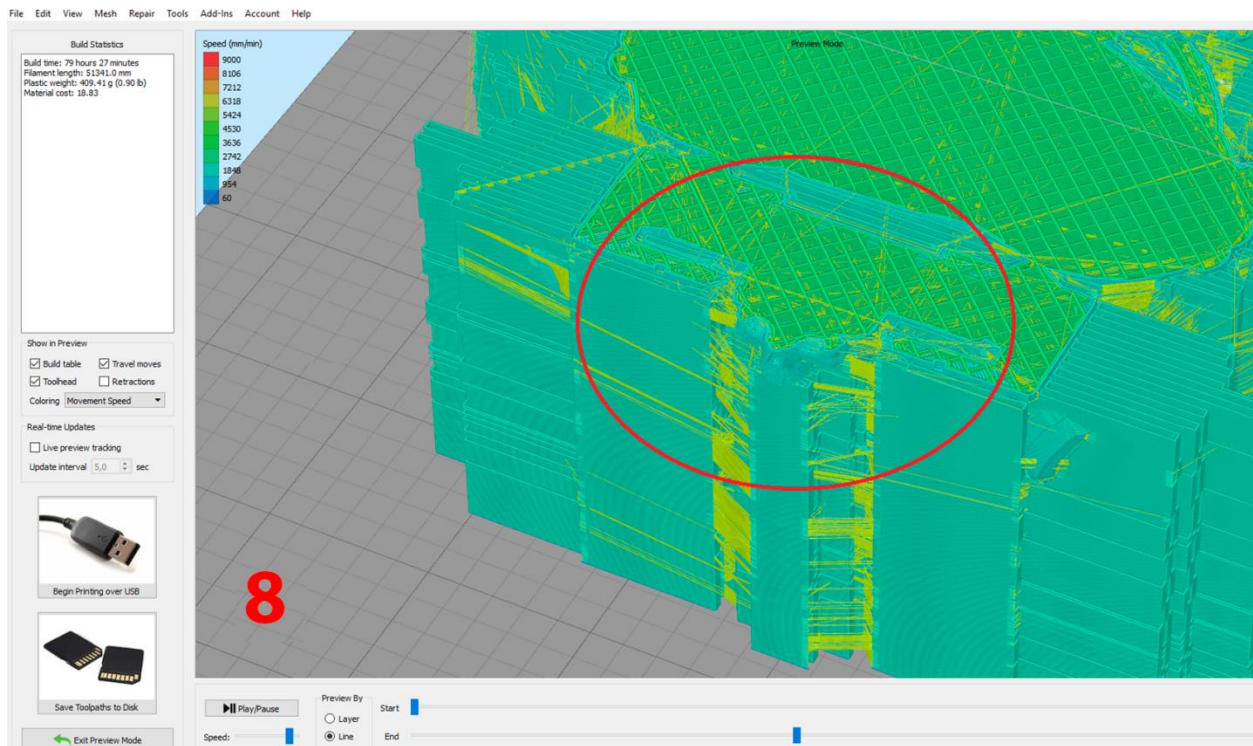 File Edit View Mesh Repair Tools Add-Ins Account Help
Build Statistics
Build time: 79 hours 27 minutes
Filament length: 51341.0 mm
Plastic weight: 409.41 g (0.90 lb)
Material cost: 18.83
Show in Preview
Build table Travel moves
Toolhead Retractions
Coloring Movement Speed
Real-time Updates
Live preview tracking
Update interval 5,0 sec
Begin Printing over USB
Save Toolpaths to Disk
Exit Preview Mode
Speed (mm/min)
9000
8106
7212
6318
5424
4530
3636
2742
1848
954
60
Preview Mode
8
Play/Pause
Speed:
Preview By
Layer
Line
Start
End